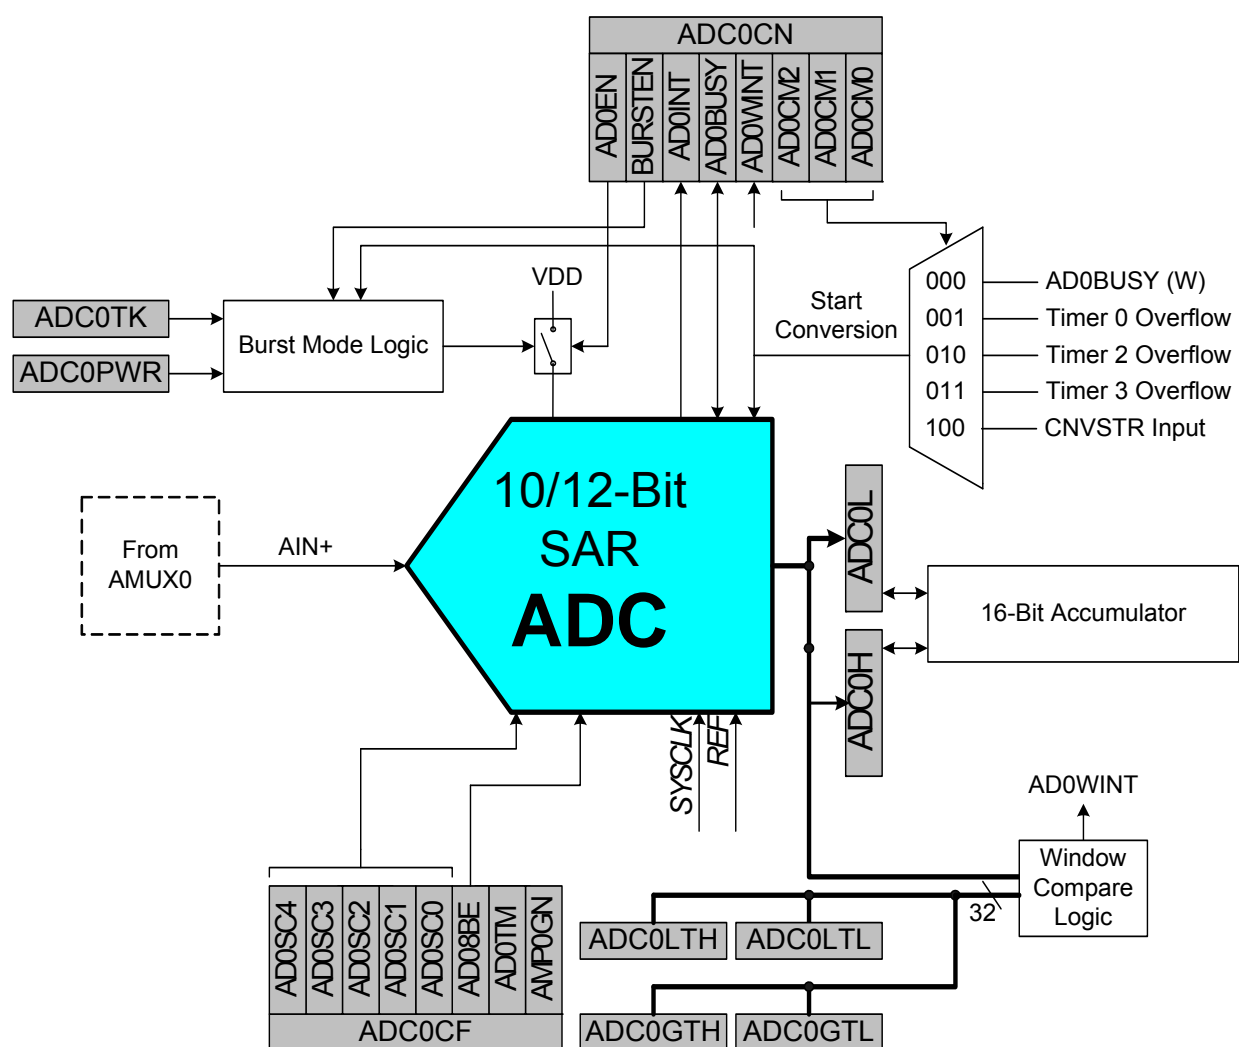 ADC0CN
AD0EN
BURSTEN
AD0INT
AD0BUSY
AD0WINT
AD0CM2
AD0CM1
AD0CM0
VDD
ADC0TK
ADC0PWR
Burst Mode Logic
Start
Conversion
000
001
010
011
100
AD0BUSY (W)
Timer 0 Overflow
Timer 2 Overflow
Timer 3 Overflow
CNVSTR Input
From
AMUX0
AIN+
10/12-Bit
SAR
ADC
ADC0L
ADC0H
16-Bit Accumulator
SYSCLK
REF
AD0WINT
Window
Compare
Logic
32
AD0SC4
AD0SC3
AD0SC2
AD0SC1
AD0SC0
AD08BE
AD0TM
AMP0GN
ADC0CF
ADC0LTH
ADC0LTL
ADC0GTH
ADC0GTL